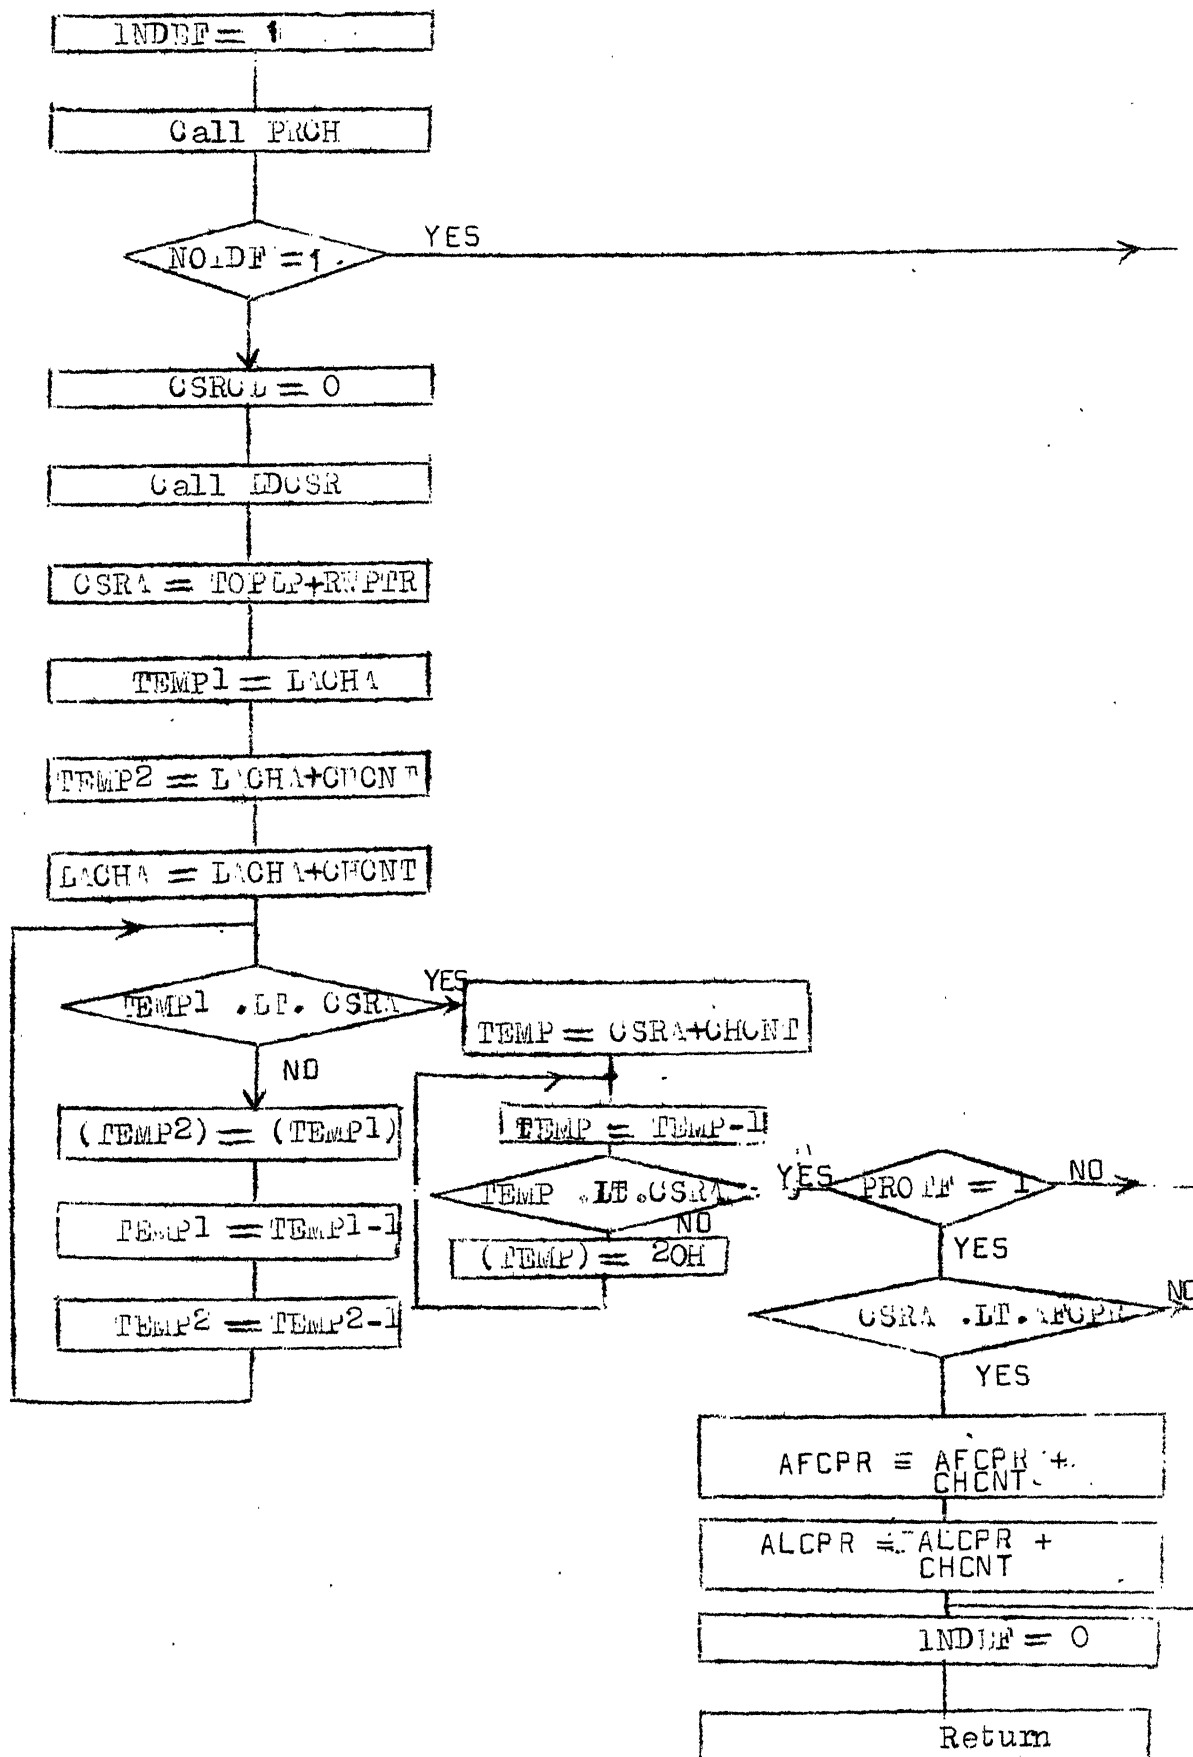 INDEF = 1
Call PRCH
NOIDF = 1
YES
CSRCL = 0
Call LDCSR
CSRA = TOPLP+RWPTR
TEMP1 = LACHA
TEMP2 = LACHA+CHCNT
LACHA = LACHA+CHCNT
TEMP1 .LT. CSRA
YES
TEMP = CSRA+CHCNT
NO
(TEMP2) = (TEMP1)
TEMP = TEMP-1
TEMP .LT. CSRA
YES
PROTF = 1
NO
TEMP1 = TEMP1-1
NO
(TEMP) = 20H
YES
TEMP2 = TEMP2-1
CSRA .LT. AFCPR
NO
YES
AFCPR = AFCPR +
CHCNT
ALCPR = ALCPR +
CHCNT
INDEF = 0
Return